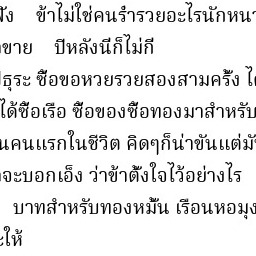 ฟัง ข้าไม่ใช่คนร่ำรวยอะไรนักหนา
ขาย ปีหลังนี้ก็ไม่กี่
ธุระ ซื้อขอหวยรวยสองสามครั้ง ได้
ได้ซื้อเรือ ซื้อของซื้อทองมาสำหรับ
นคนแรกในชีวิต คิดๆก็น่าขันแต่มัน
จะบอกเอ็ง ว่าข้าตั้งใจไว้อย่างไร
บาทสำหรับทองหมั้น เรือนหอมุง
ให้